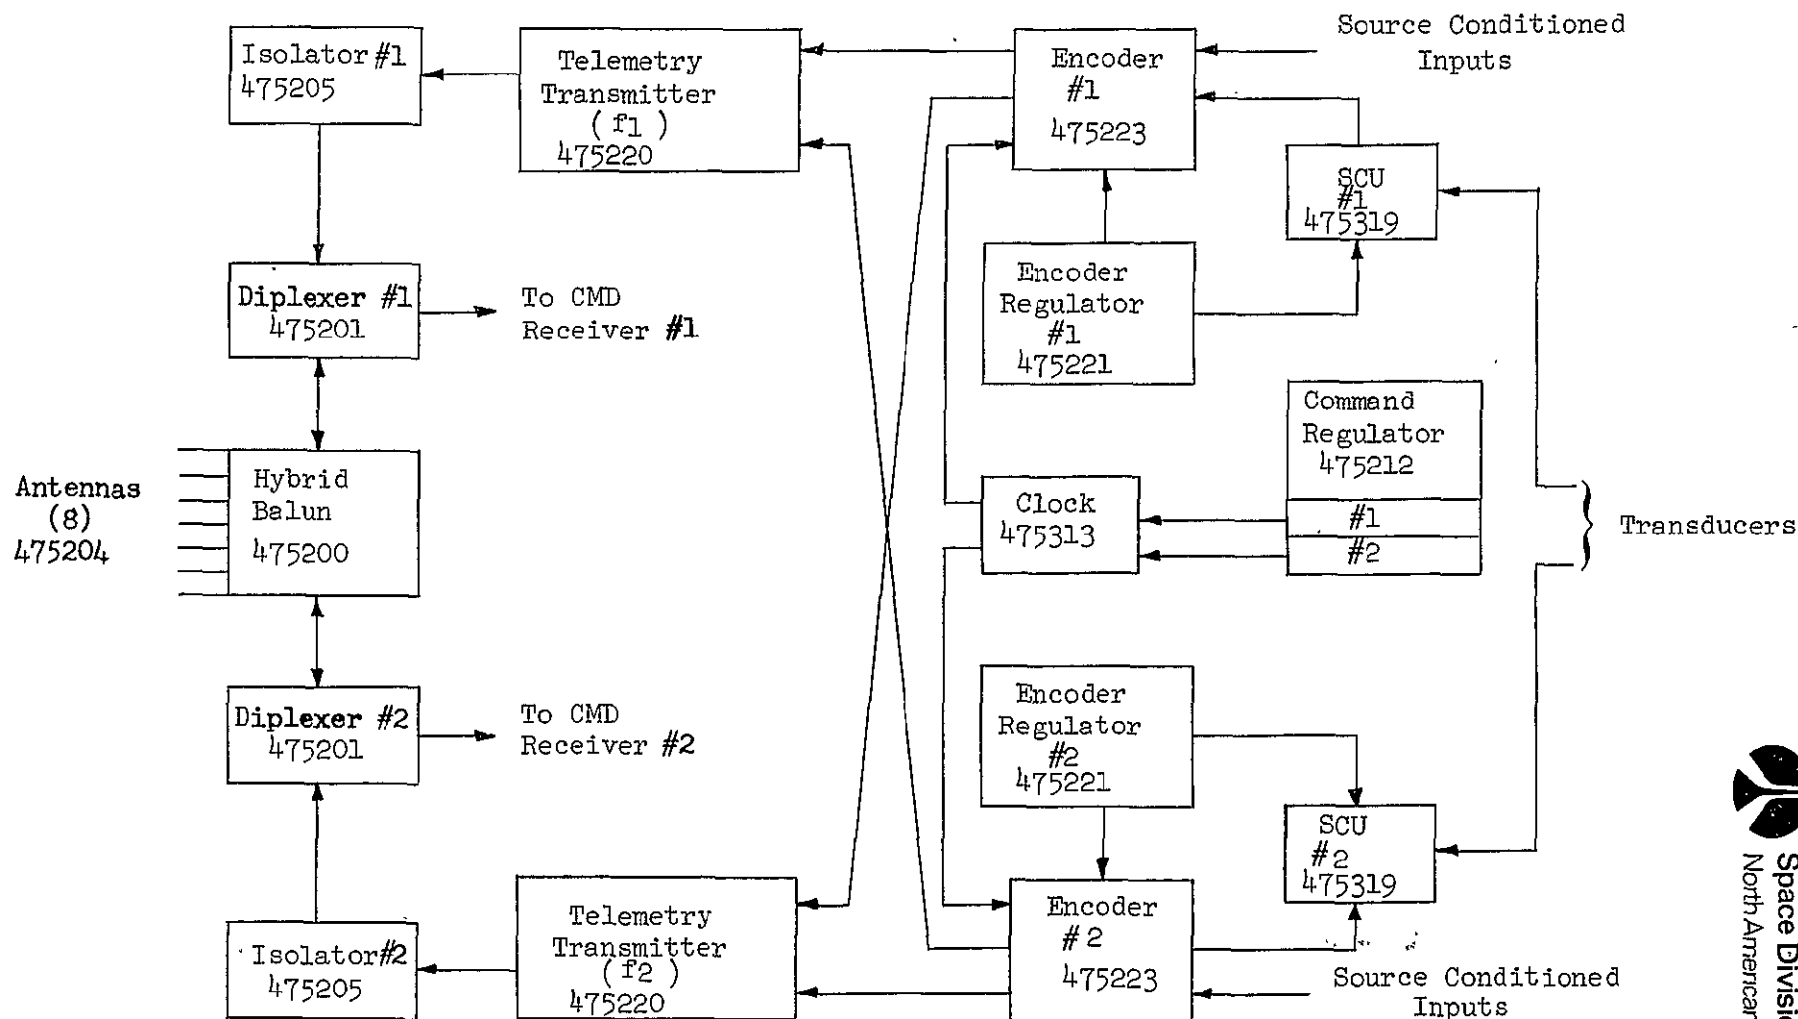 Isolator #1
475205
Telemetry
Transmitter
( f1 )
475220
Encoder
#1
475223
Source Conditioned
Inputs
SCU
#1
475319
Diplexer #1
475201
To CMD
Receiver #1
Encoder
Regulator
#1
475221
Command
Regulator
475212
#1
#2
Antennas
(8)
475204
Hybrid
Balun
475200
Clock
475313
Transducers
Diplexer #2
475201
To CMD
Receiver #2
Encoder
Regulator
#2
475221
SCU
#2
475319
Isolator #2
475205
Telemetry
Transmitter
( f2 )
475220
Encoder
#2
475223
Source Conditioned
Inputs
Space
North American